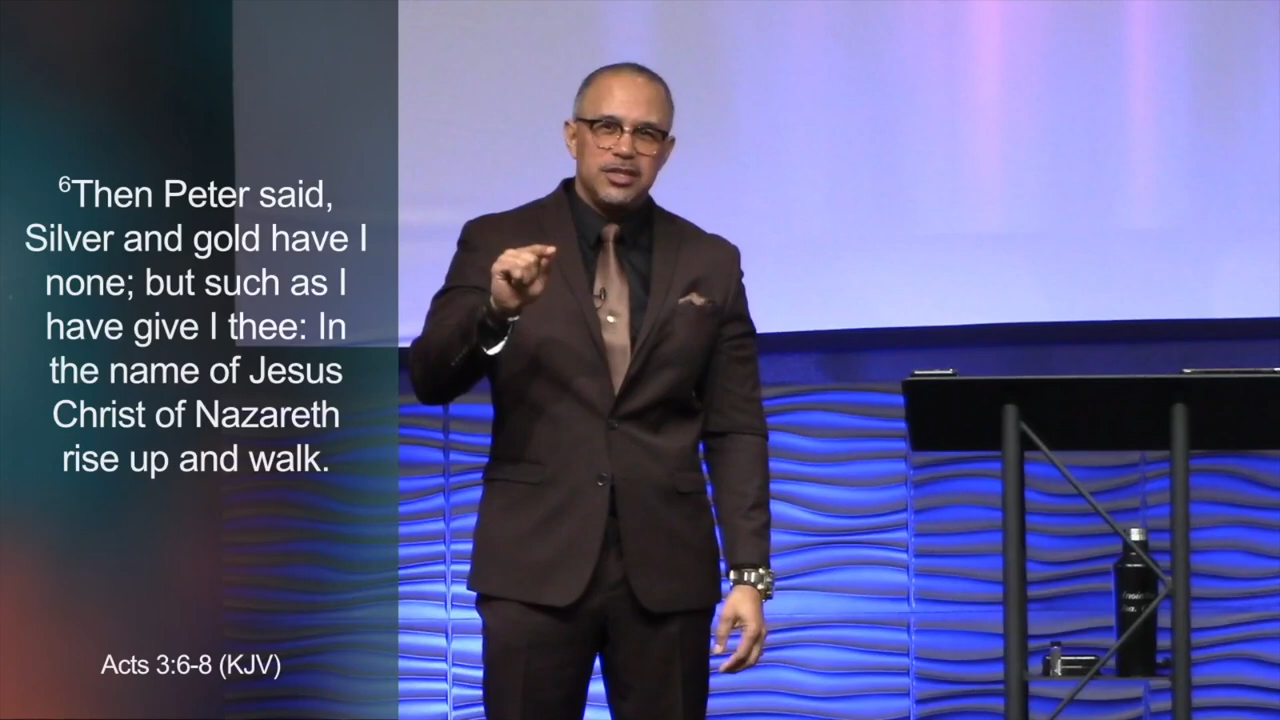 ⁶Then Peter said,
Silver and gold have I
none; but such as I
have give I thee: In
the name of Jesus
Christ of Nazareth
rise up and walk.
Acts 3:6-8 (KJV)